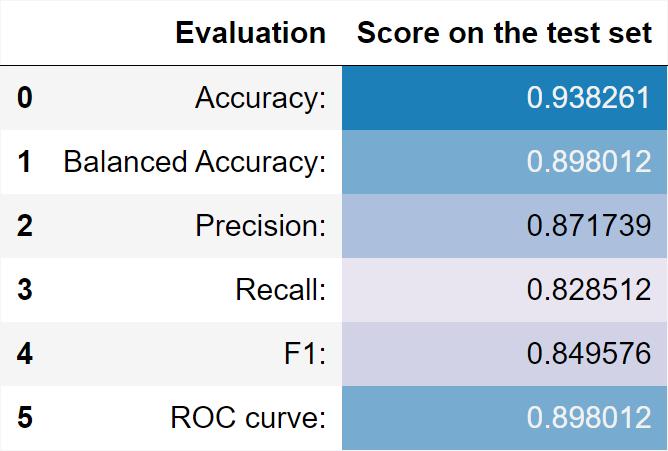 Evaluation Score on the test set
0 Accuracy: 0.938261
1 Balanced Accuracy: 0.898012
2 Precision: 0.871739
3 Recall: 0.828512
4 F1: 0.849576
5 ROC curve: 0.898012